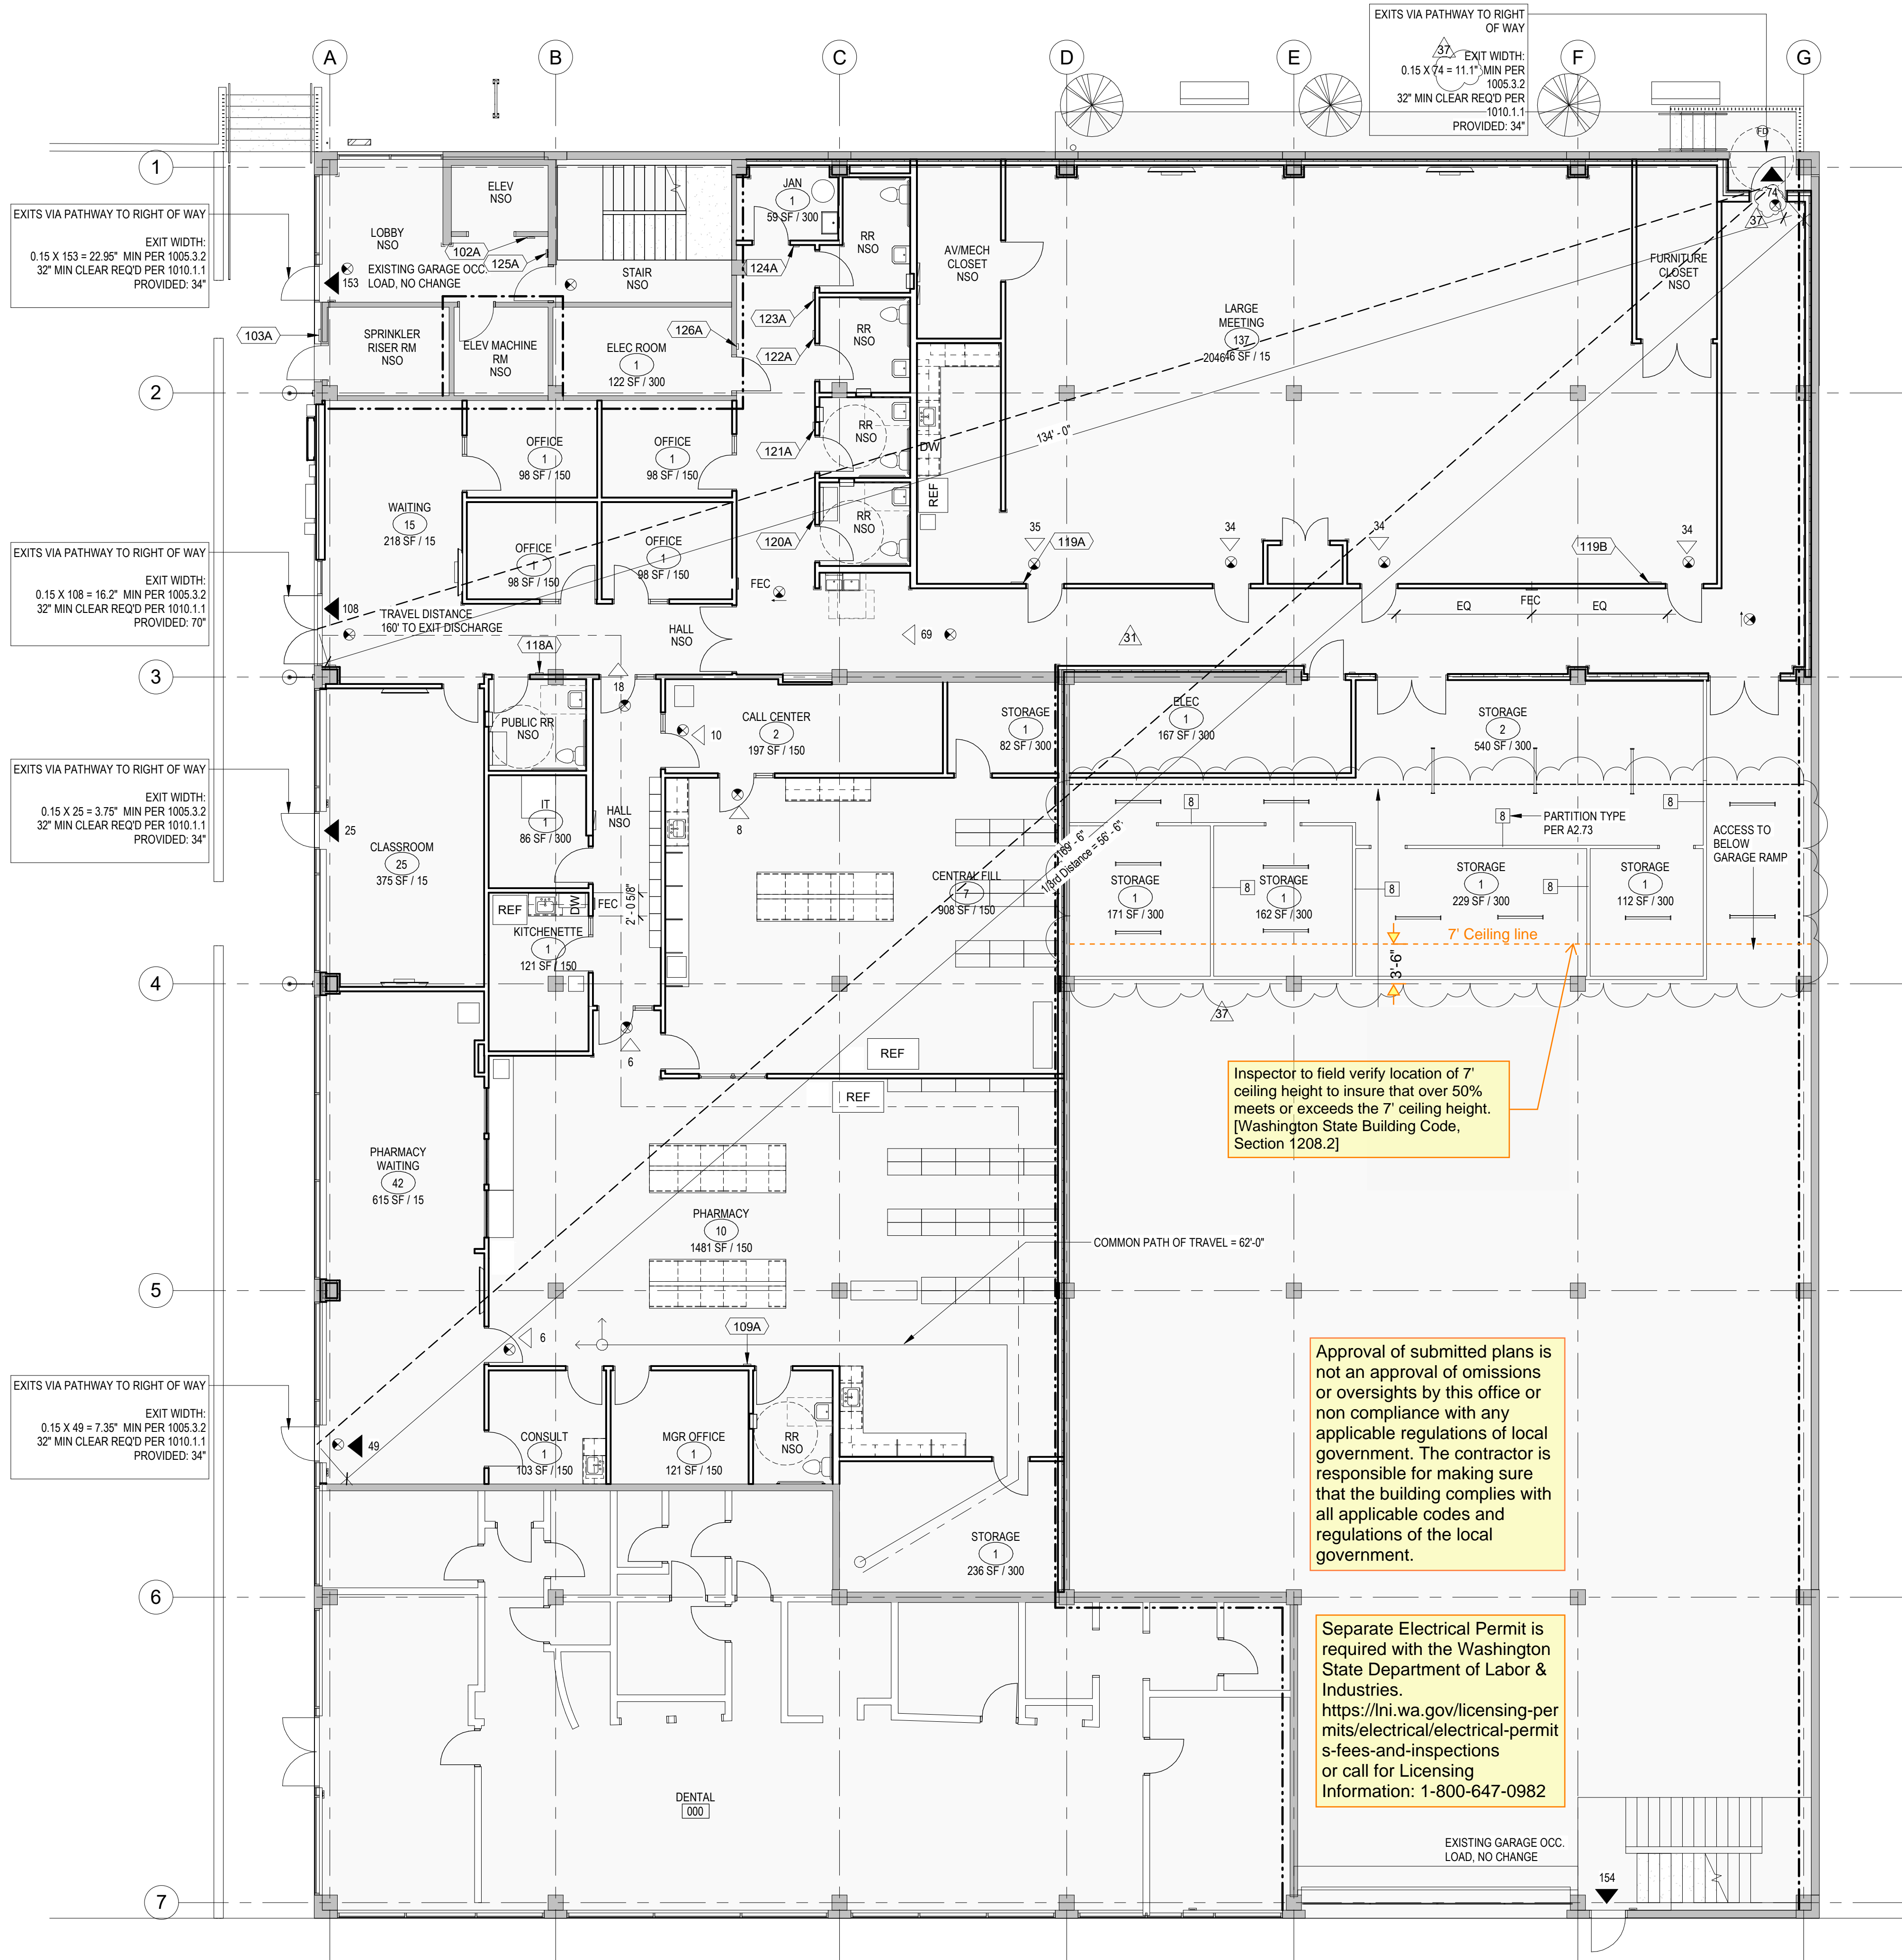 EXITS VIA PATHWAY TO RIGHT
OF WAY
37
EXIT WIDTH:
0.15 X 74 = 11.1" MIN PER
1005.3.2
32" MIN CLEAR REQ'D PER
1010.1.1
PROVIDED: 34"
A
B
C
D
E
F
G
1
FD
74
37
EXITS VIA PATHWAY TO RIGHT OF WAY
EXIT WIDTH:
0.15 X 153 = 22.95" MIN PER 1005.3.2
32" MIN CLEAR REQ'D PER 1010.1.1
PROVIDED: 34"
LOBBY
NSO
ELEV
NSO
102A
125A
EXISTING GARAGE OCC.
LOAD, NO CHANGE
153
STAIR
NSO
JAN
1
59 SF / 300
124A
RR
NSO
AV/MECH
CLOSET
NSO
FURNITURE
CLOSET
NSO
LARGE
MEETING
137
103A
SPRINKLER
RISER RM
NSO
ELEV MACHINE
RM
NSO
ELEC ROOM
1
122 SF / 300
126A
123A
122A
RR
NSO
2
OFFICE
1
98 SF / 150
OFFICE
1
98 SF / 150
121A
RR
NSO
DW
REF
134' - 0"
WAITING
15
218 SF / 15
OFFICE
1
98 SF / 150
OFFICE
1
98 SF / 150
120A
RR
NSO
35
119A
34
34
119B
34
EXITS VIA PATHWAY TO RIGHT OF WAY
EXIT WIDTH:
0.15 X 108 = 16.2" MIN PER 1005.3.2
32" MIN CLEAR REQ'D PER 1010.1.1
PROVIDED: 70"
108
TRAVEL DISTANCE
160' TO EXIT DISCHARGE
FEC
HALL
NSO
69
31
EQ
FEC
EQ
3
118A
18
PUBLIC RR
NSO
10
CALL CENTER
2
197 SF / 150
STORAGE
1
82 SF / 300
ELEC
1
167 SF / 300
STORAGE
2
540 SF / 300
EXITS VIA PATHWAY TO RIGHT OF WAY
EXIT WIDTH:
0.15 X 25 = 3.75" MIN PER 1005.3.2
32" MIN CLEAR REQ'D PER 1010.1.1
PROVIDED: 34"
25
CLASSROOM
25
375 SF / 15
IT
1
86 SF / 300
HALL
NSO
8
8
8
8
PARTITION TYPE
PER A2.73
ACCESS TO
BELOW
GARAGE RAMP
169' - 6"
1/3rd Distance = 56' - 6"
CENTRAL FILL
7
908 SF / 150
STORAGE
1
171 SF / 300
8
STORAGE
1
162 SF / 300
8
STORAGE
1
229 SF / 300
8
STORAGE
1
112 SF / 300
REF
DW
FEC
2' - 0 5/8"
KITCHENETTE
1
121 SF / 150
7' Ceiling line
3'-6"
4
37
6
REF
REF
Inspector to field verify location of 7'
ceiling height to insure that over 50%
meets or exceeds the 7' ceiling height.
[Washington State Building Code,
Section 1208.2]
PHARMACY
WAITING
42
615 SF / 15
PHARMACY
10
1481 SF / 150
COMMON PATH OF TRAVEL = 62'-0"
5
6
109A
Approval of submitted plans is
not an approval of omissions
or oversights by this office or
non compliance with any
applicable regulations of local
government. The contractor is
responsible for making sure
that the building complies with
all applicable codes and
regulations of the local
government.
EXITS VIA PATHWAY TO RIGHT OF WAY
EXIT WIDTH:
0.15 X 49 = 7.35" MIN PER 1005.3.2
32" MIN CLEAR REQ'D PER 1010.1.1
PROVIDED: 34"
49
CONSULT
1
103 SF / 150
MGR OFFICE
1
121 SF / 150
RR
NSO
STORAGE
1
236 SF / 300
6
Separate Electrical Permit is
required with the Washington
State Department of Labor &
Industries.
https://lni.wa.gov/licensing-per
mits/electrical/electrical-permit
s-fees-and-inspections
or call for Licensing
Information: 1-800-647-0982
DENTAL
000
EXISTING GARAGE OCC.
LOAD, NO CHANGE
154
7